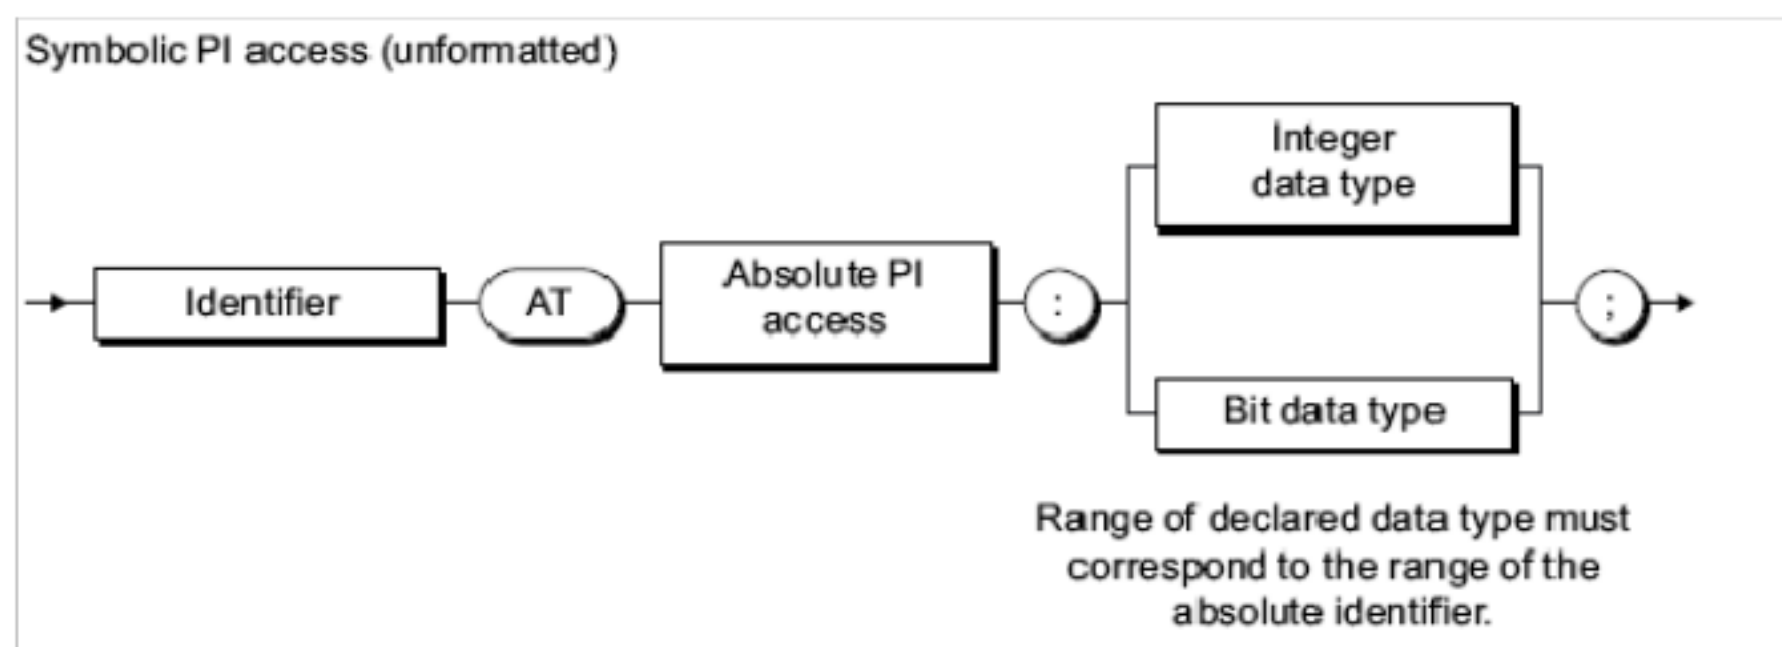 Symbolic PI access (unformatted)
Integer
data type
Identifier
AT
Absolute PI
access
:
;
Bit data type
Range of declared data type must
correspond to the range of the
absolute identifier.